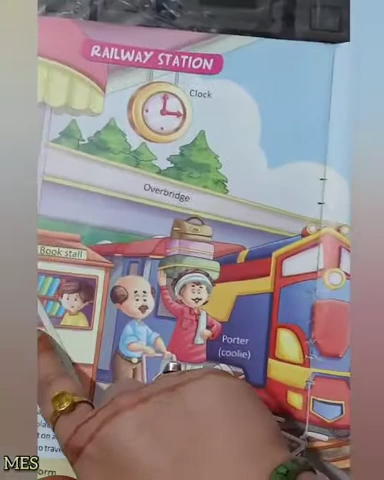 RAILWAY STATION
Clock
Overbridge
Book stall
Porter
(coolie)
MES